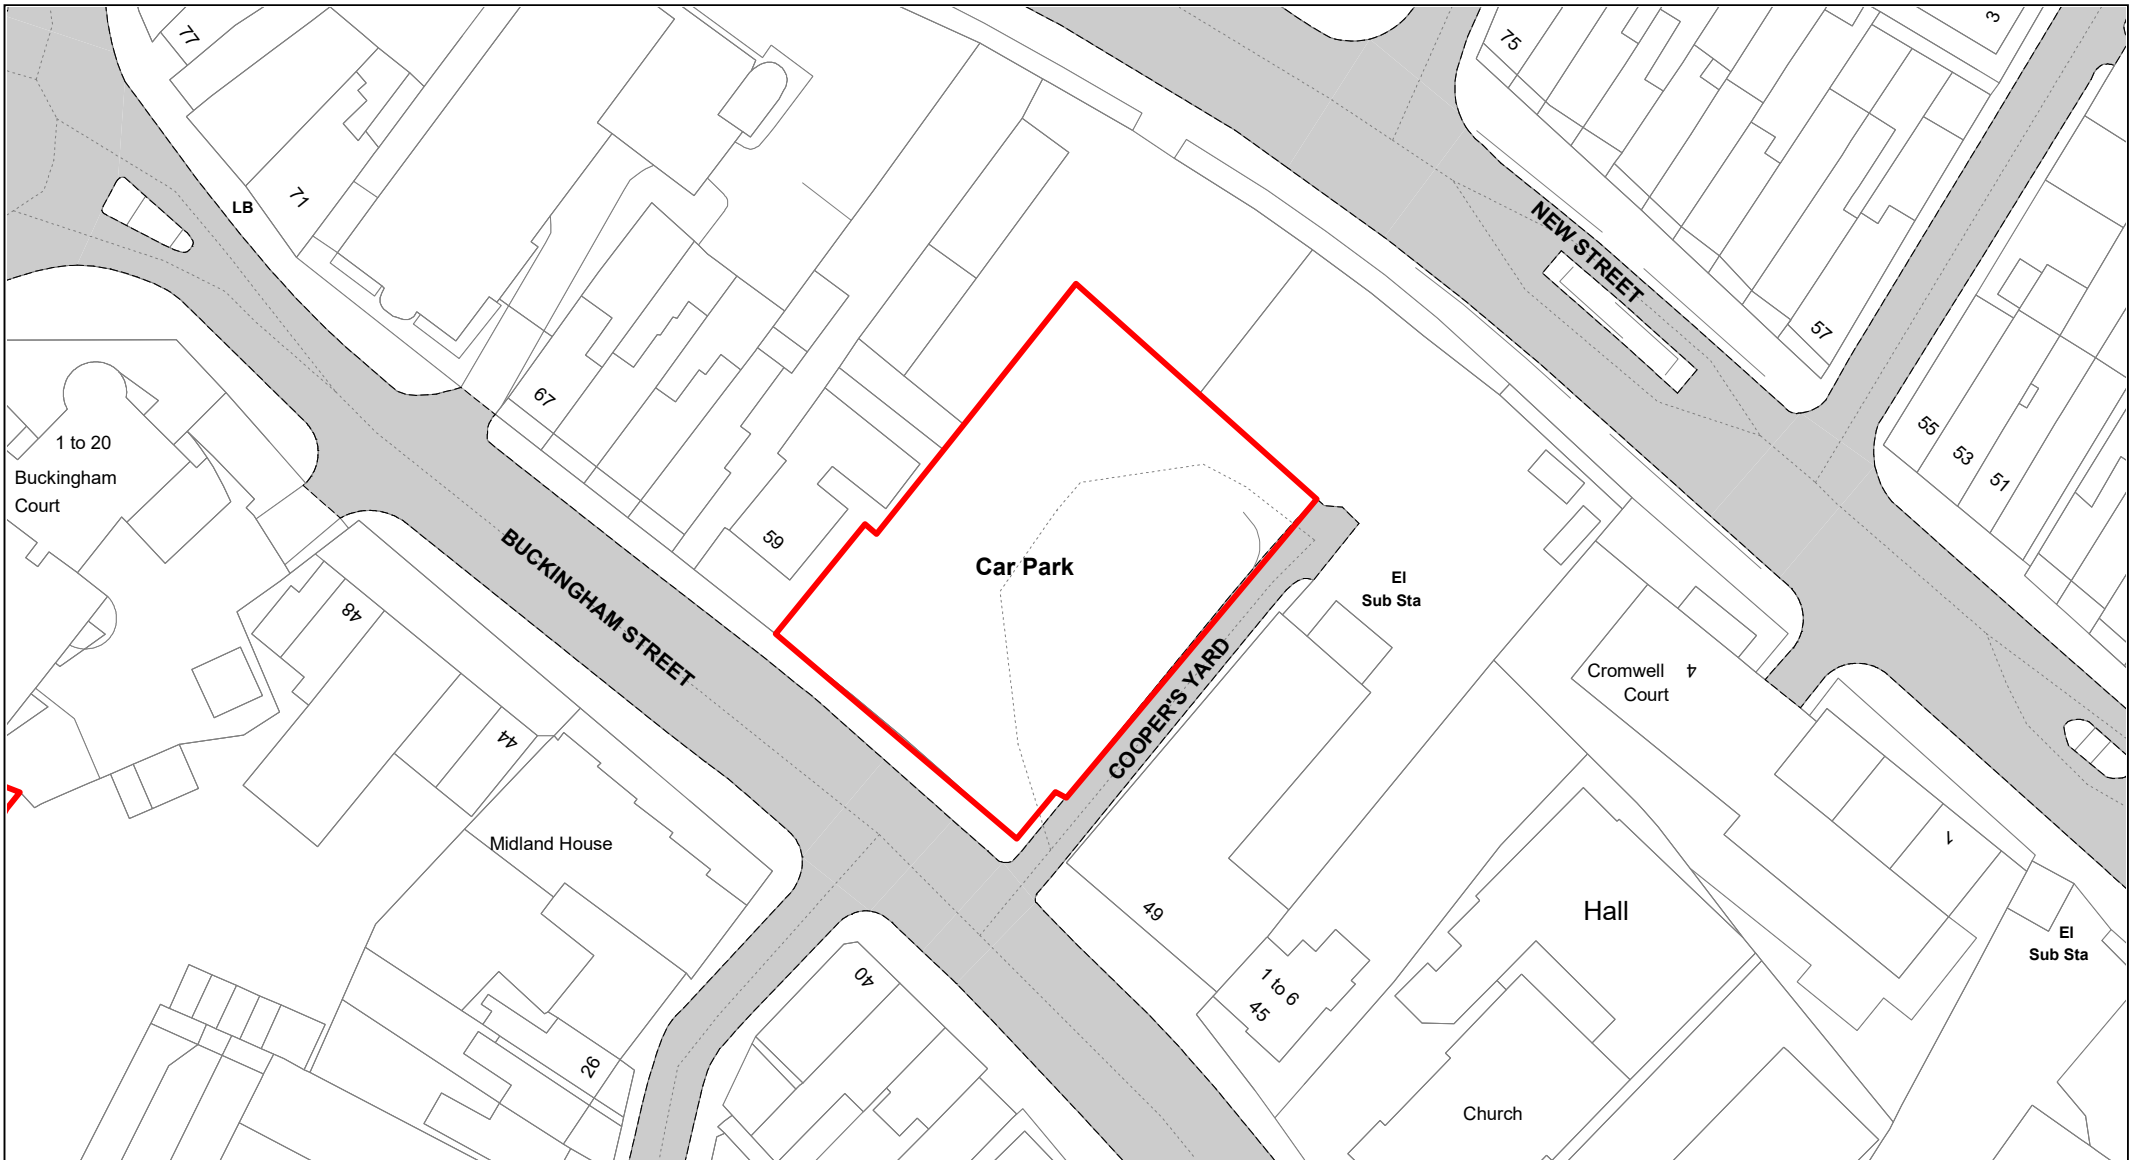 77
75
3
71
LB
NEW STREET
57
67
55
53
51
1 to 20
Buckingham
Court
59
BUCKINGHAM STREET
Car Park
El
Sub Sta
48
COOPER'S YARD
Cromwell
Court
4
44
Midland House
1
49
Hall
40
El
Sub Sta
1 to 6
45
26
Church